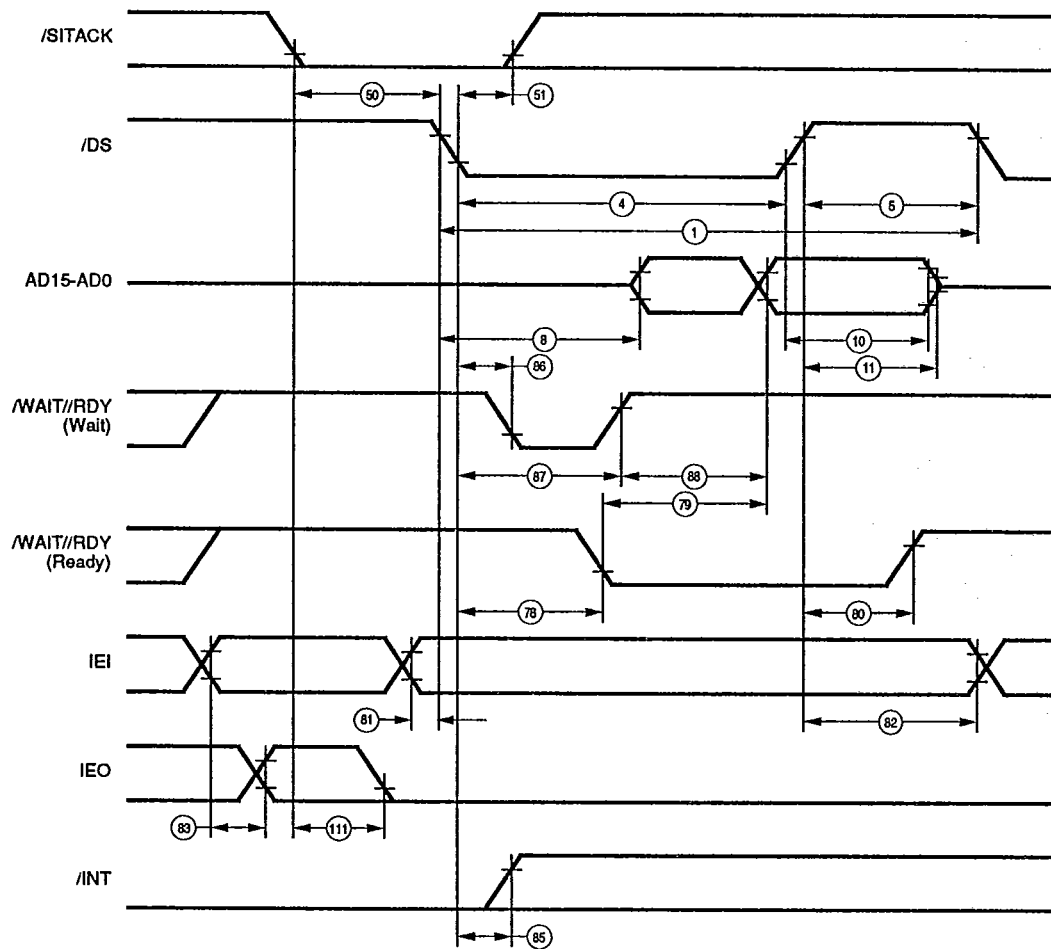 /SITACK
50
51
/DS
4
5
1
AD15-AD0
8
10
86
11
/WAIT//RDY
(Wait)
87
88
79
/WAIT//RDY
(Ready)
78
80
IEI
81
82
IEO
83
111
/INT
85